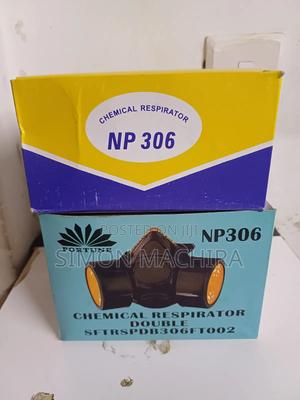 CHEMICAL RESPIRATOR
NP 306
POSTED ON JIJI
SIMON MACHIRA
FORTUNE
NP306
CHEMICAL RESPIRATOR
DOUBLE
SFTRSPDB306FT002